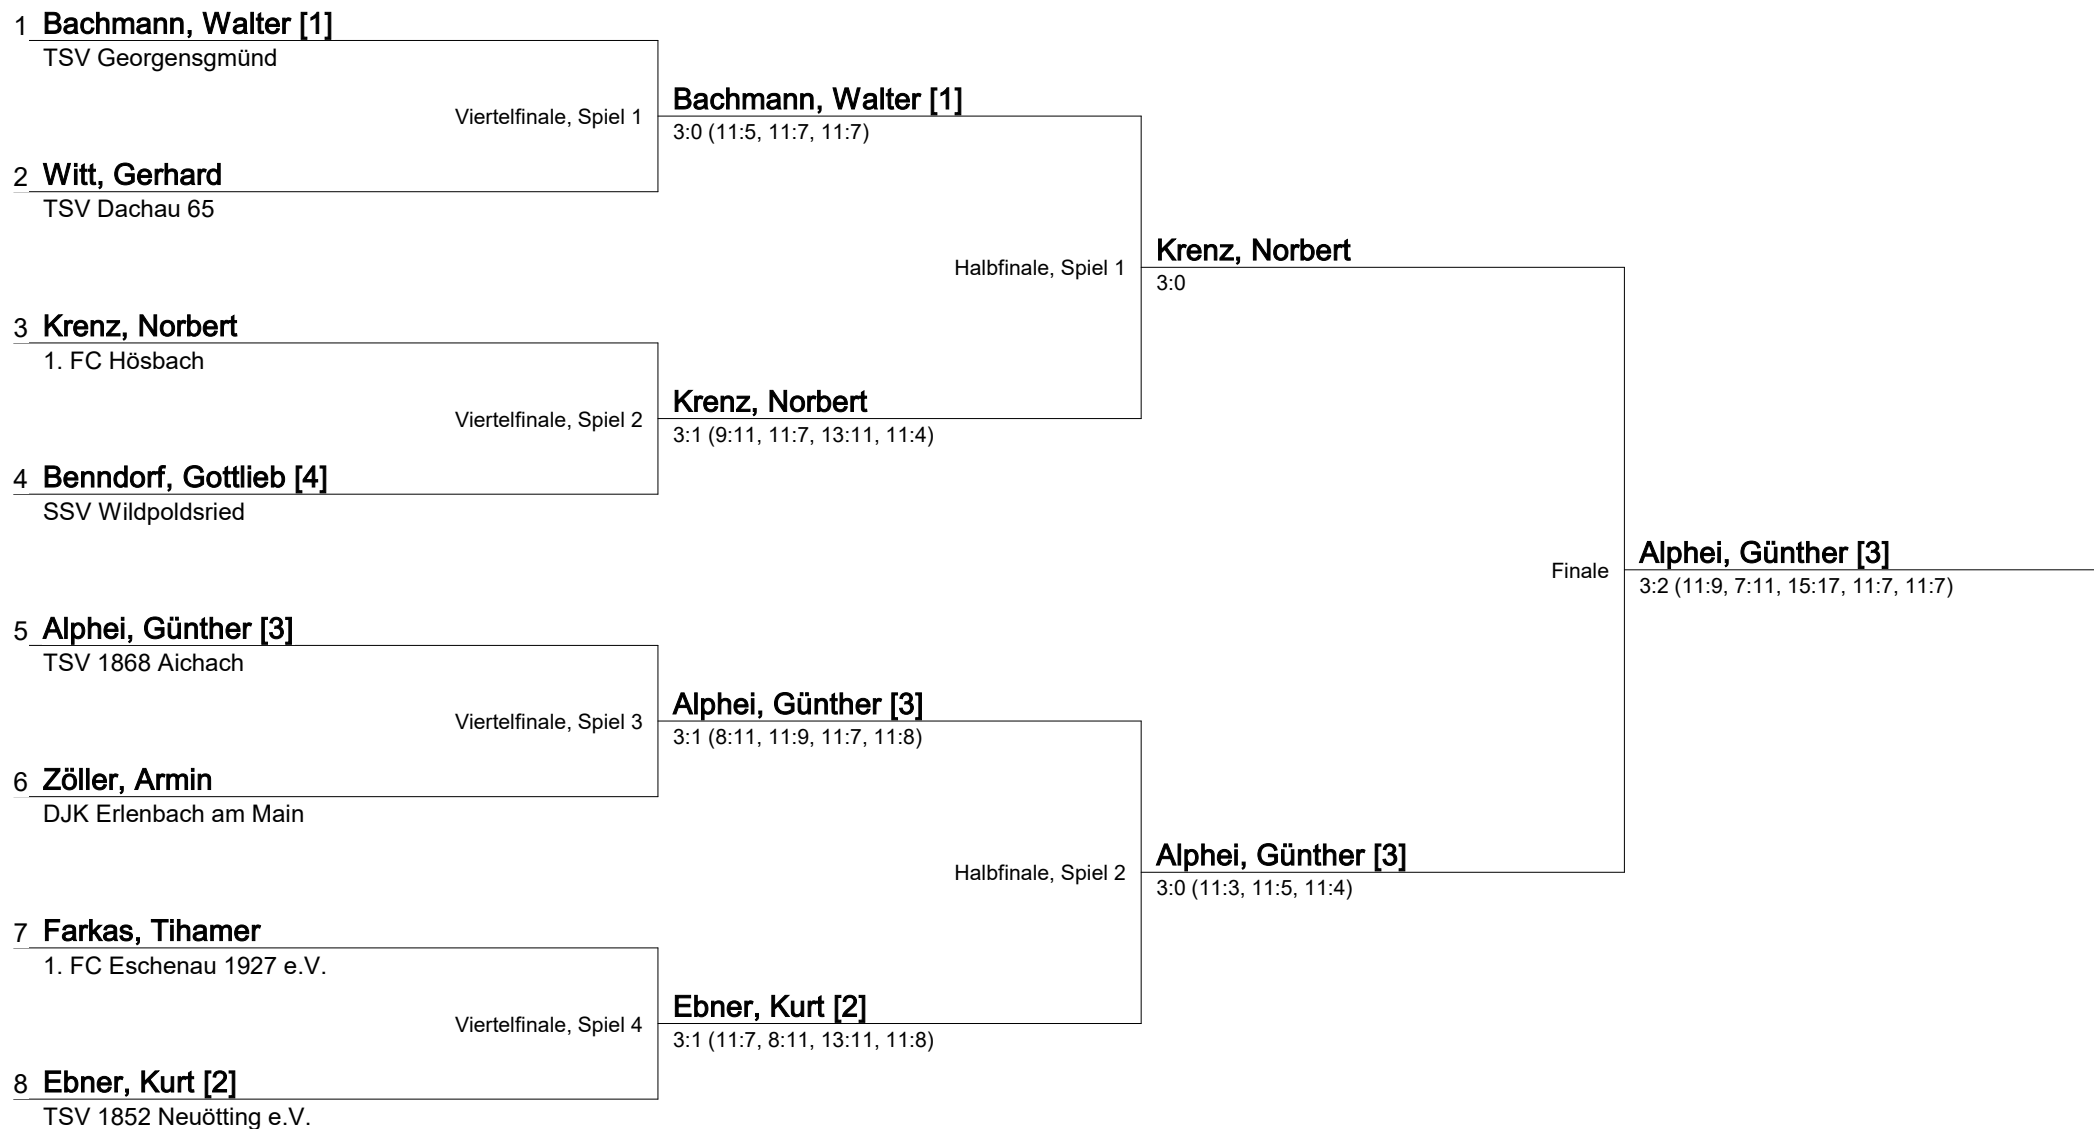 1 Bachmann, Walter [1]
TSV Georgensgmünd
Viertelfinale, Spiel 1
Bachmann, Walter [1]
3:0 (11:5, 11:7, 11:7)
2 Witt, Gerhard
TSV Dachau 65
Halbfinale, Spiel 1
Krenz, Norbert
3:0
3 Krenz, Norbert
1. FC Hösbach
Viertelfinale, Spiel 2
Krenz, Norbert
3:1 (9:11, 11:7, 13:11, 11:4)
4 Benndorf, Gottlieb [4]
SSV Wildpoldsried
Finale
Alphei, Günther [3]
3:2 (11:9, 7:11, 15:17, 11:7, 11:7)
5 Alphei, Günther [3]
TSV 1868 Aichach
Viertelfinale, Spiel 3
Alphei, Günther [3]
3:1 (8:11, 11:9, 11:7, 11:8)
6 Zöller, Armin
DJK Erlenbach am Main
Halbfinale, Spiel 2
Alphei, Günther [3]
3:0 (11:3, 11:5, 11:4)
7 Farkas, Tihamer
1. FC Eschenau 1927 e.V.
Viertelfinale, Spiel 4
Ebner, Kurt [2]
3:1 (11:7, 8:11, 13:11, 11:8)
8 Ebner, Kurt [2]
TSV 1852 Neuötting e.V.